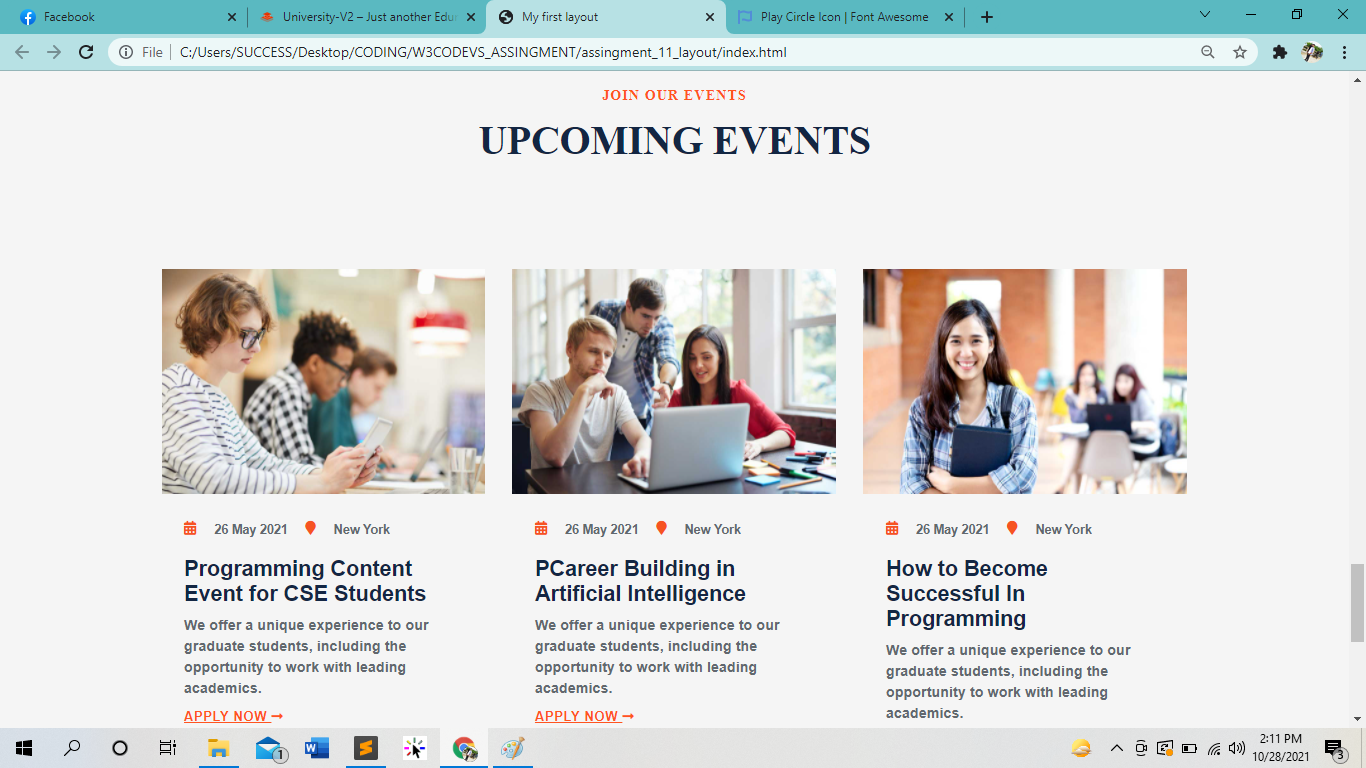 Facebook
University-V2 – Just another Edu
My first layout
Play Circle Icon | Font Awesome
File
C:/Users/SUCCESS/Desktop/CODING/W3CODEVS_ASSINGMENT/assingment_11_layout/index.html
JOIN OUR EVENTS
UPCOMING EVENTS
26 May 2021 New York
Programming Content
Event for CSE Students
We offer a unique experience to our
graduate students, including the
opportunity to work with leading
academics.
APPLY NOW
26 May 2021 New York
PCareer Building in
Artificial Intelligence
We offer a unique experience to our
graduate students, including the
opportunity to work with leading
academics.
APPLY NOW
26 May 2021 New York
How to Become
Successful In
Programming
We offer a unique experience to our
graduate students, including the
opportunity to work with leading
academics.
1
2:11 PM
10/28/2021
3